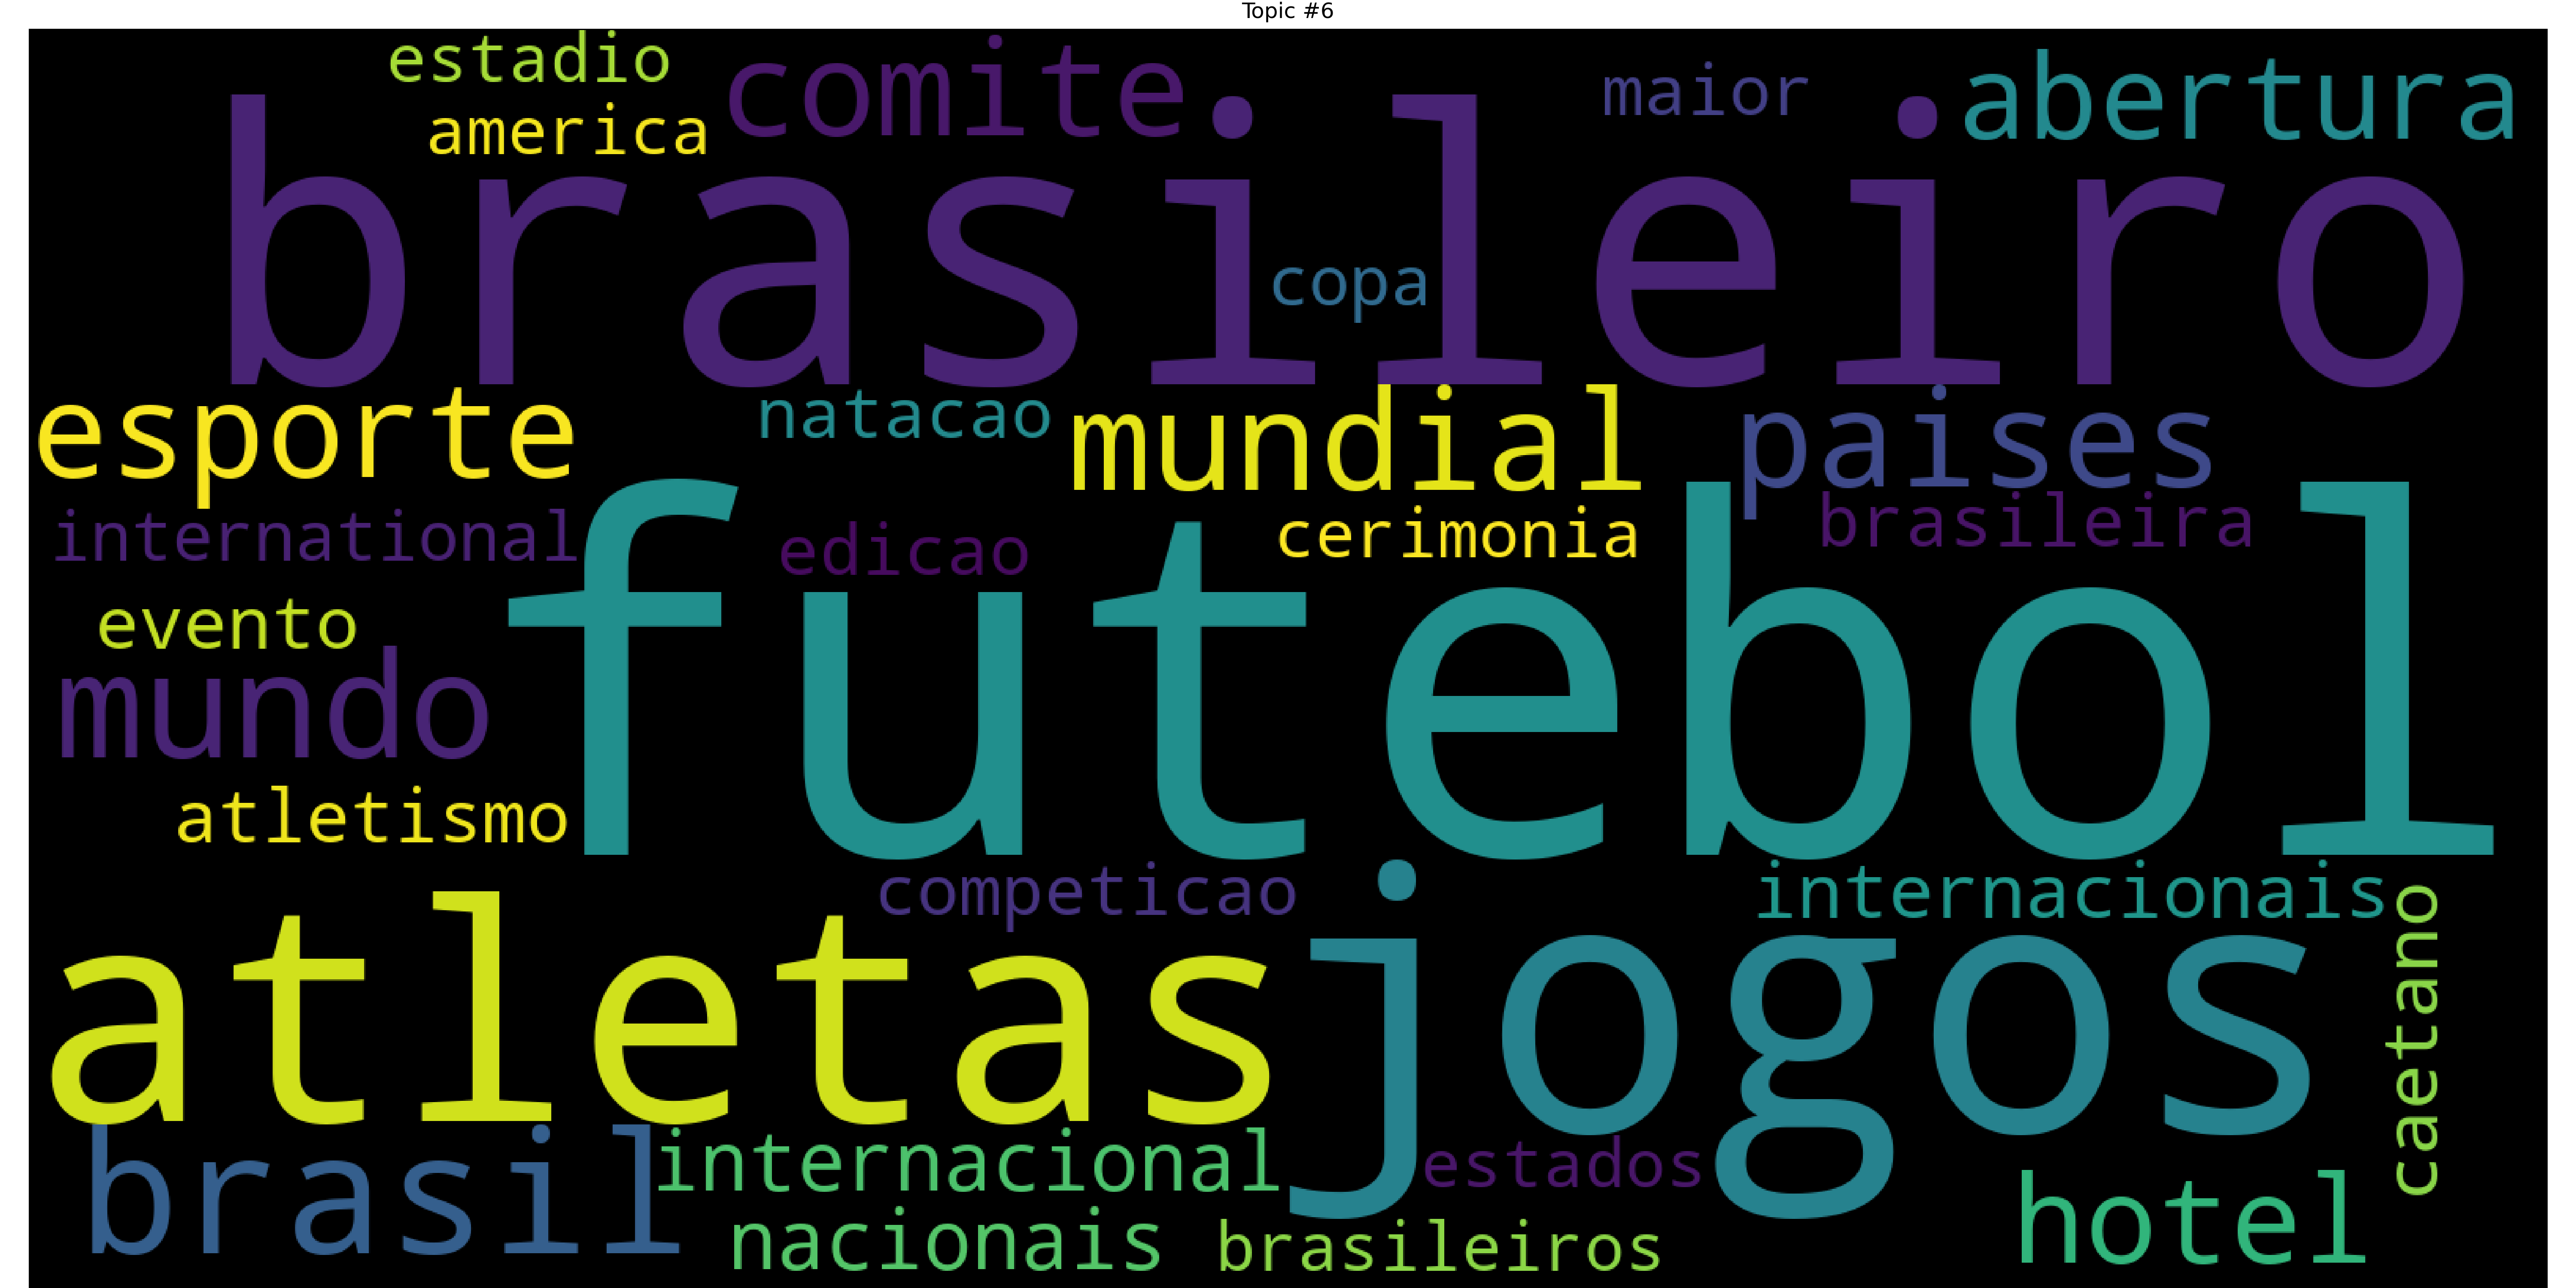 Topic #6
estadio
comite
maior
abertura
america
brasileiro
copa
esporte
natacao
mundial
paises
international
edicao
cerimonia
brasileira
evento
futebol
mundo
atletismo
competicao
internacionais
atletas
jogos
caetano
brasil
internacional
estados
hotel
nacionais
brasileiros